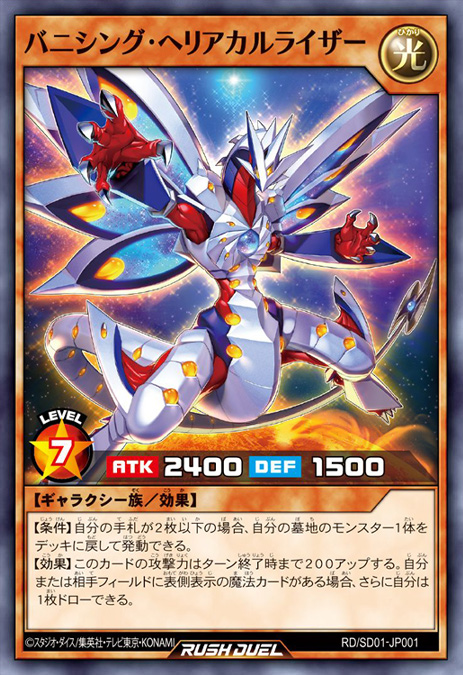 バニシング・ヘリアカルライザー
ひかり
光
LEVEL
7
ATK 2400 DEF 1500
【ギャラクシー族／効果】
【条件】自分の手札が２枚以下の場合、自分の墓地のモンスター１体を
デッキに戻して発動できる。
【効果】このカードの攻撃力はターン終了時まで２００アップする。自分
または相手フィールドに表側表示の魔法カードがある場合、さらに自分は
１枚ドローできる。
©スタジオ・ダイス/集英社・テレビ東京・KONAMI
RUSH DUEL
RD/SD01-JP001